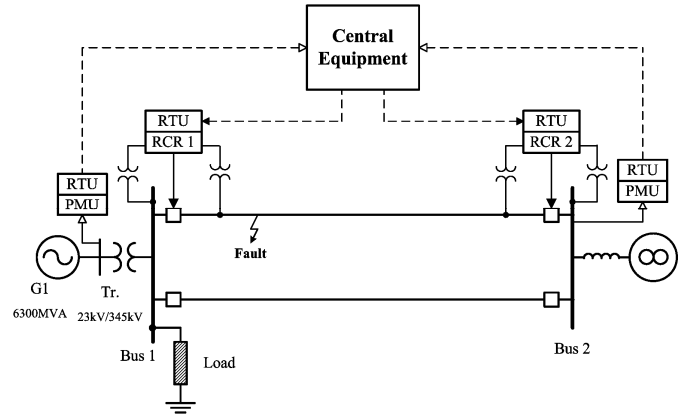 Central
Equipment
RTU
RCR 1
RTU
RCR 2
RTU
PMU
RTU
PMU
Fault
G1
Tr.
6300MVA
23kV/345kV
Bus 1
Load
Bus 2